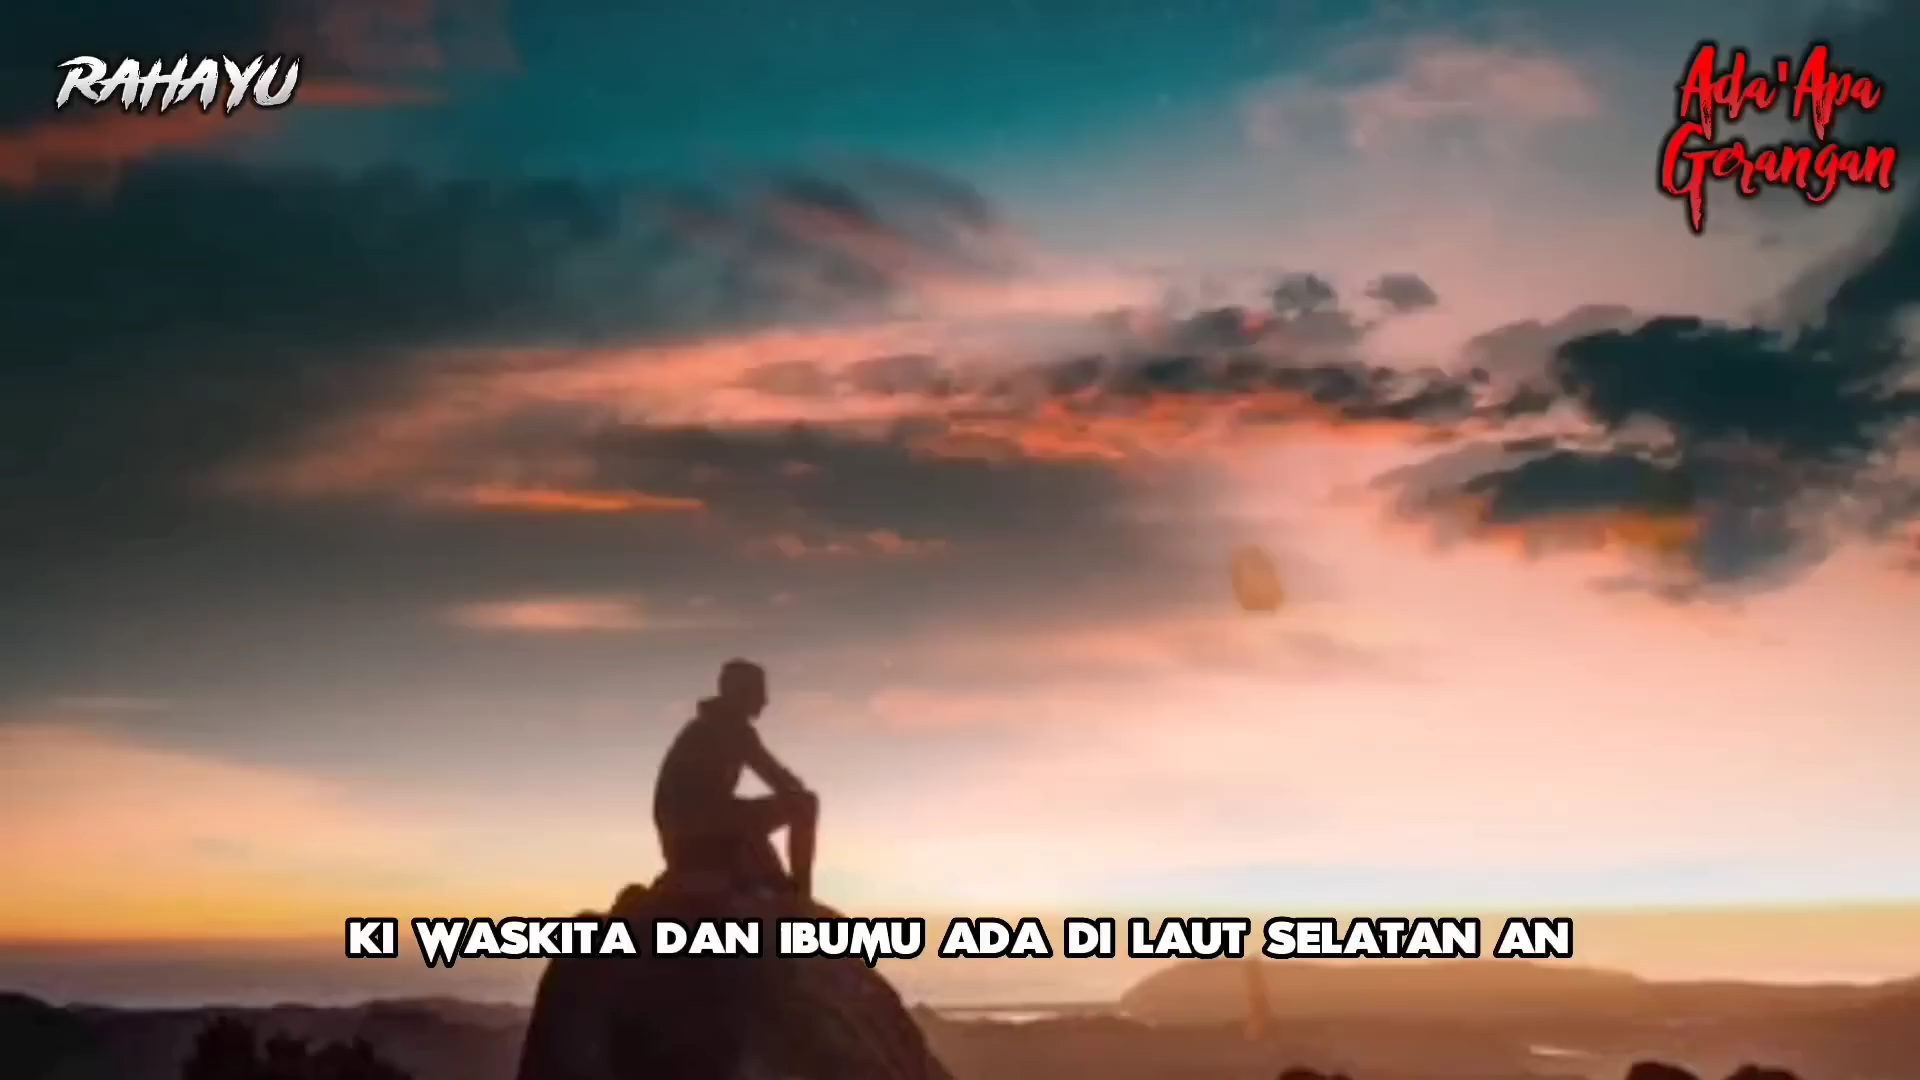 RAHAYU
Ada'Apa
Gerangan
KI WASKITA DAN IBUMU ADA DI LAUT SELATAN AN